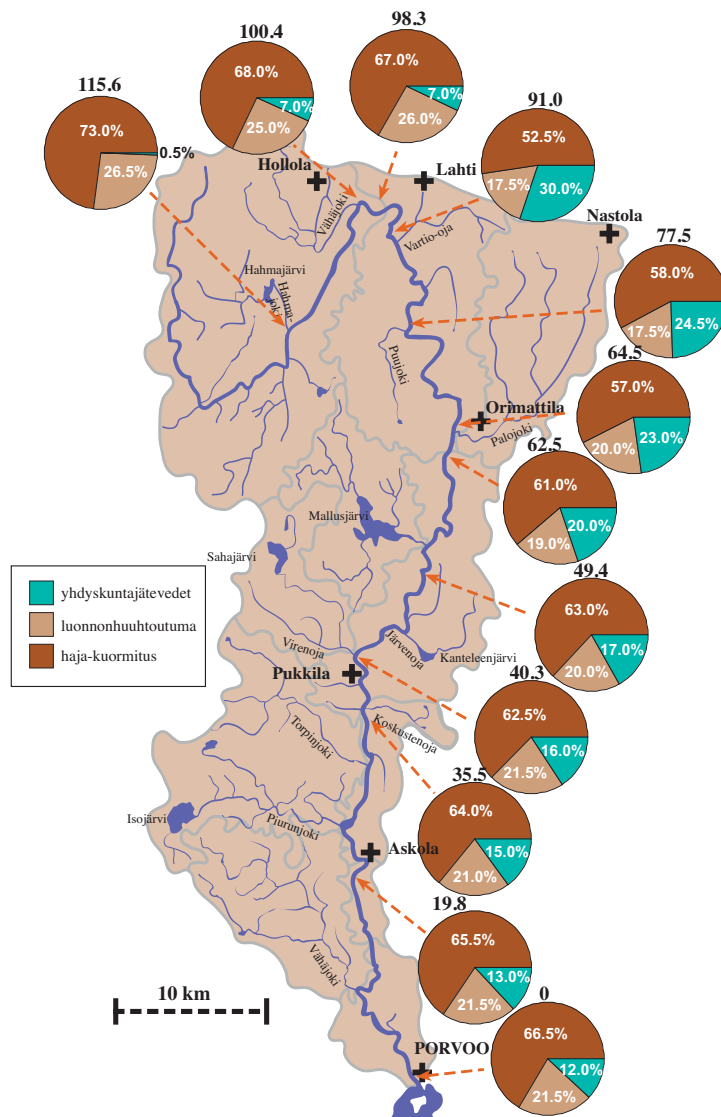 98.3
67.0%
7.0%
26.0%
100.4
68.0%
7.0%
25.0%
115.6
73.0%
0.5%
26.5%
91.0
52.5%
17.5%
30.0%
Hollola
Lahti
Nastola
Vähäjoki
Vartio-oja
Hahmajärvi
Hahma-
joki
77.5
58.0%
17.5%
24.5%
Puujoki
64.5
57.0%
20.0%
23.0%
Orimattila
Palojoki
62.5
61.0%
19.0%
20.0%
Mallusjärvi
Sahajärvi
49.4
63.0%
17.0%
20.0%
yhdyskuntajätevedet
luonnonhuuhtoutuma
haja-kuormitus
Virenoja
Järvenoja
Kanteleenjärvi
Pukkila
40.3
62.5%
16.0%
21.5%
Koskustenoja
Torpinjoki
35.5
64.0%
15.0%
21.0%
Isojärvi
Piurunjoki
Askola
19.8
65.5%
13.0%
21.5%
Vähäjoki
10 km
0
66.5%
12.0%
21.5%
PORVOO